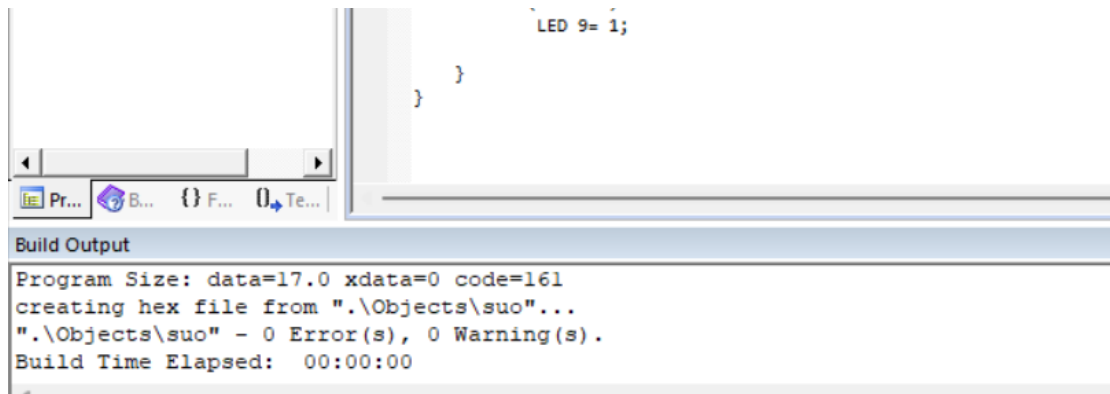 LED 9= 1;
}
}
Pr...
B...
{} F...
Te...
Build Output
Program Size: data=17.0 xdata=0 code=161
creating hex file from ".\Objects\suo"...
".\Objects\suo" - 0 Error(s), 0 Warning(s).
Build Time Elapsed:  00:00:00